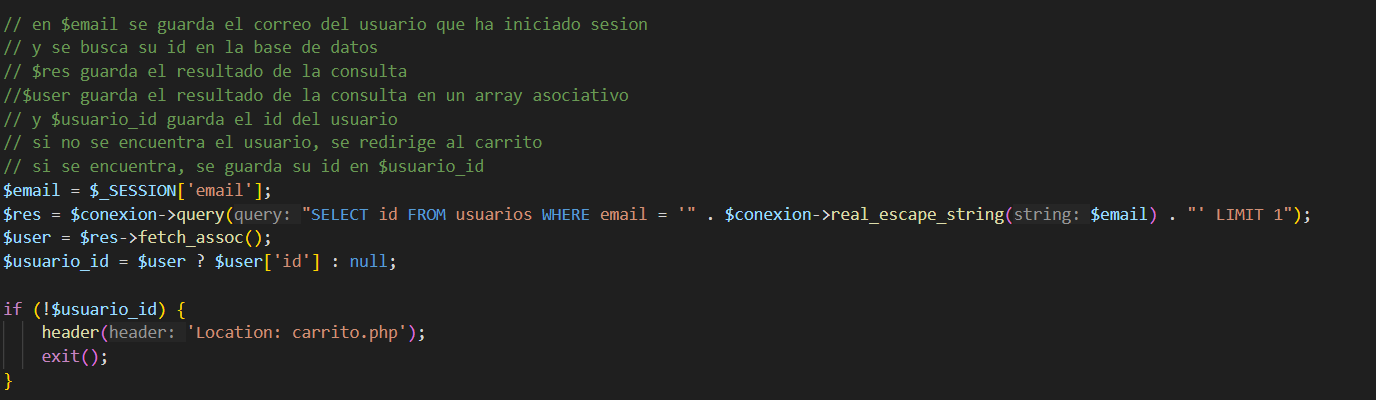 // en $email se guarda el correo del usuario que ha iniciado sesion
// y se busca su id en la base de datos
// $res guarda el resultado de la consulta
//$user guarda el resultado de la consulta en un array asociativo
// y $usuario_id guarda el id del usuario
// si no se encuentra el usuario, se redirige al carrito
// si se encuentra, se guarda su id en $usuario_id
$email = $_SESSION['email'];
$res = $conexion->query(query: "SELECT id FROM usuarios WHERE email = '" . $conexion->real_escape_string(string: $email) . "' LIMIT 1");
$user = $res->fetch_assoc();
$usuario_id = $user ? $user['id'] : null;

if (!$usuario_id) {
    header(header: 'Location: carrito.php');
    exit();
}